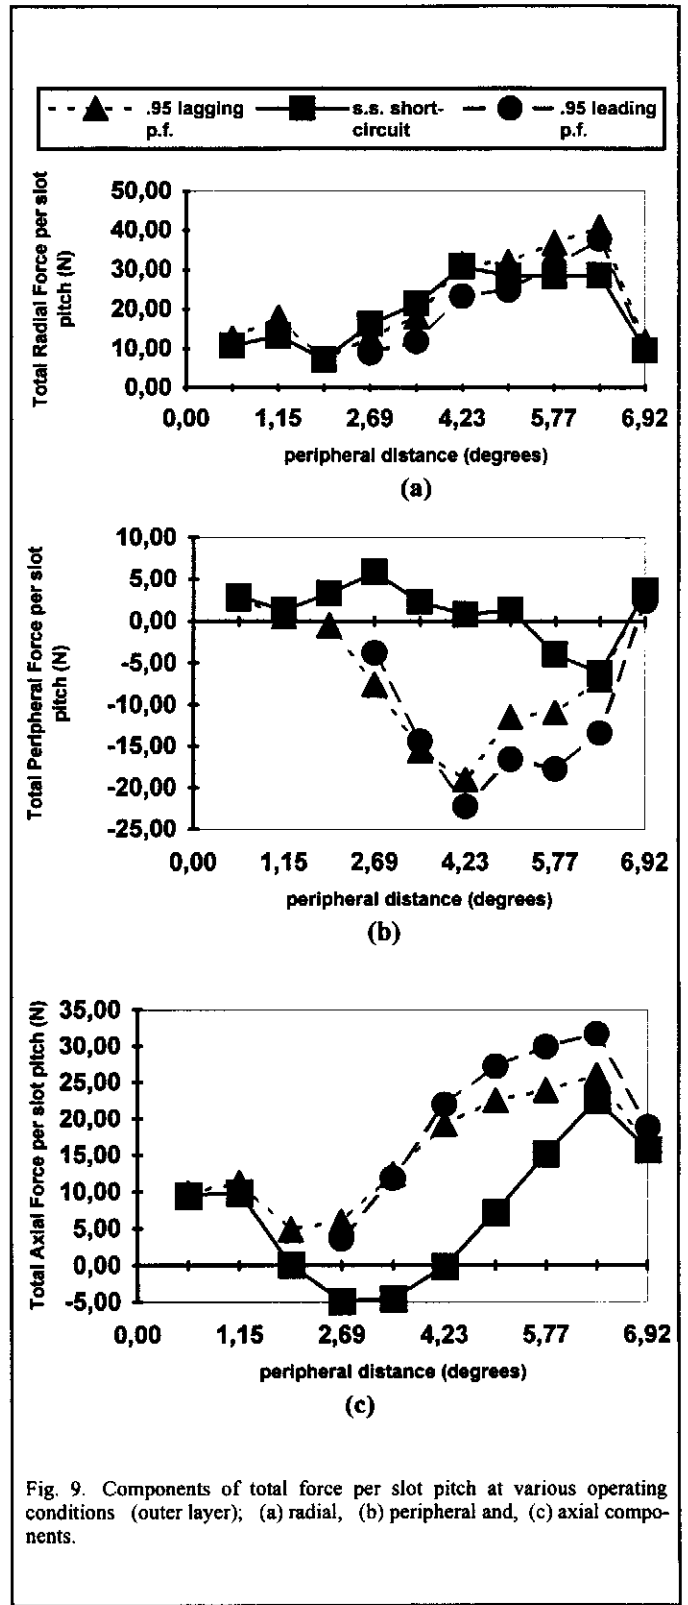 .95 lagging p.f.
s.s. short-circuit
.95 leading p.f.
Total Radial Force per slot pitch (N)
50,00
40,00
30,00
20,00
10,00
0,00
0,00 1,15 2,69 4,23 5,77 6,92
peripheral distance (degrees)
(a)
Total Peripheral Force per slot pitch (N)
10,00
5,00
0,00
-5,00
-10,00
-15,00
-20,00
-25,00
0,00 1,15 2,69 4,23 5,77 6,92
peripheral distance (degrees)
(b)
Total Axial Force per slot pitch (N)
35,00
30,00
25,00
20,00
15,00
10,00
5,00
0,00
-5,00
0,00 1,15 2,69 4,23 5,77 6,92
peripheral distance (degrees)
(c)
Fig. 9. Components of total force per slot pitch at various operating
conditions (outer layer); (a) radial, (b) peripheral and, (c) axial compo-
nents.